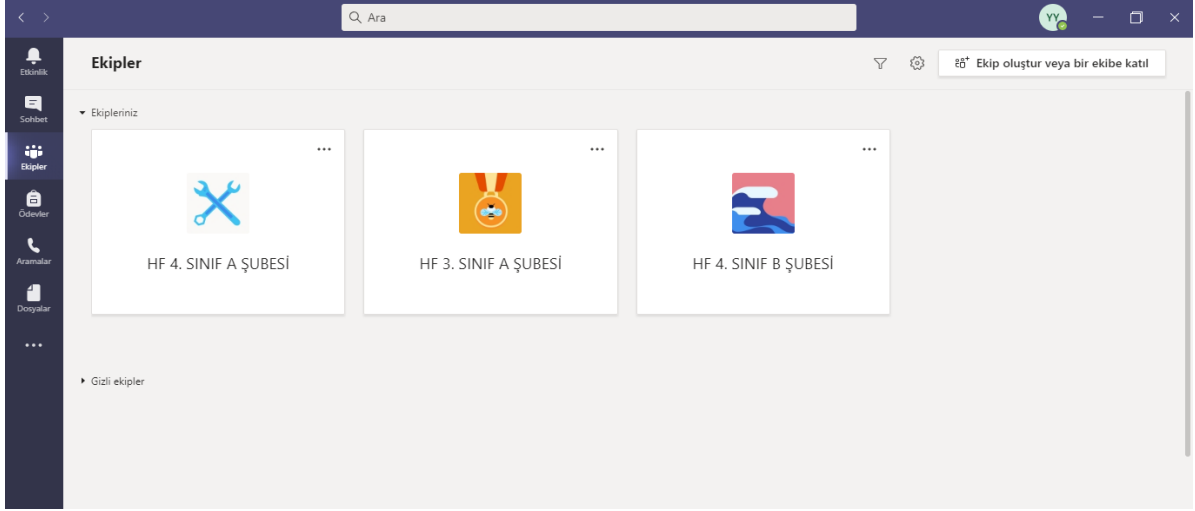 Ara
YY
Etkinlik
Sohbet
Ekipler
Ödevler
Aramalar
Dosyalar
Ekipler
Ekip oluştur veya bir ekibe katıl
Ekipleriniz
HF 4. SINIF A ŞUBESİ
HF 3. SINIF A ŞUBESİ
HF 4. SINIF B ŞUBESİ
Gizli ekipler